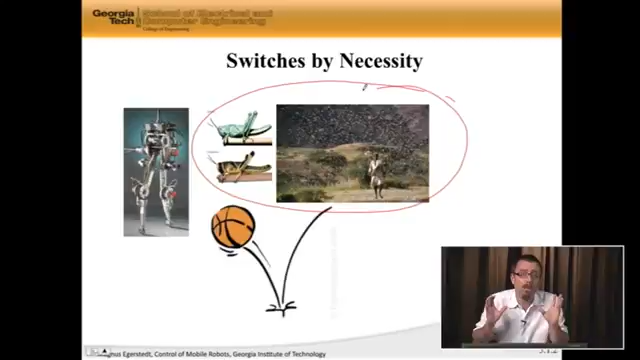 Georgia Tech
School of Electrical and
Computer Engineering
College of Engineering
Switches by Necessity
Magnus Egerstedt, Control of Mobile Robots, Georgia Institute of Technology